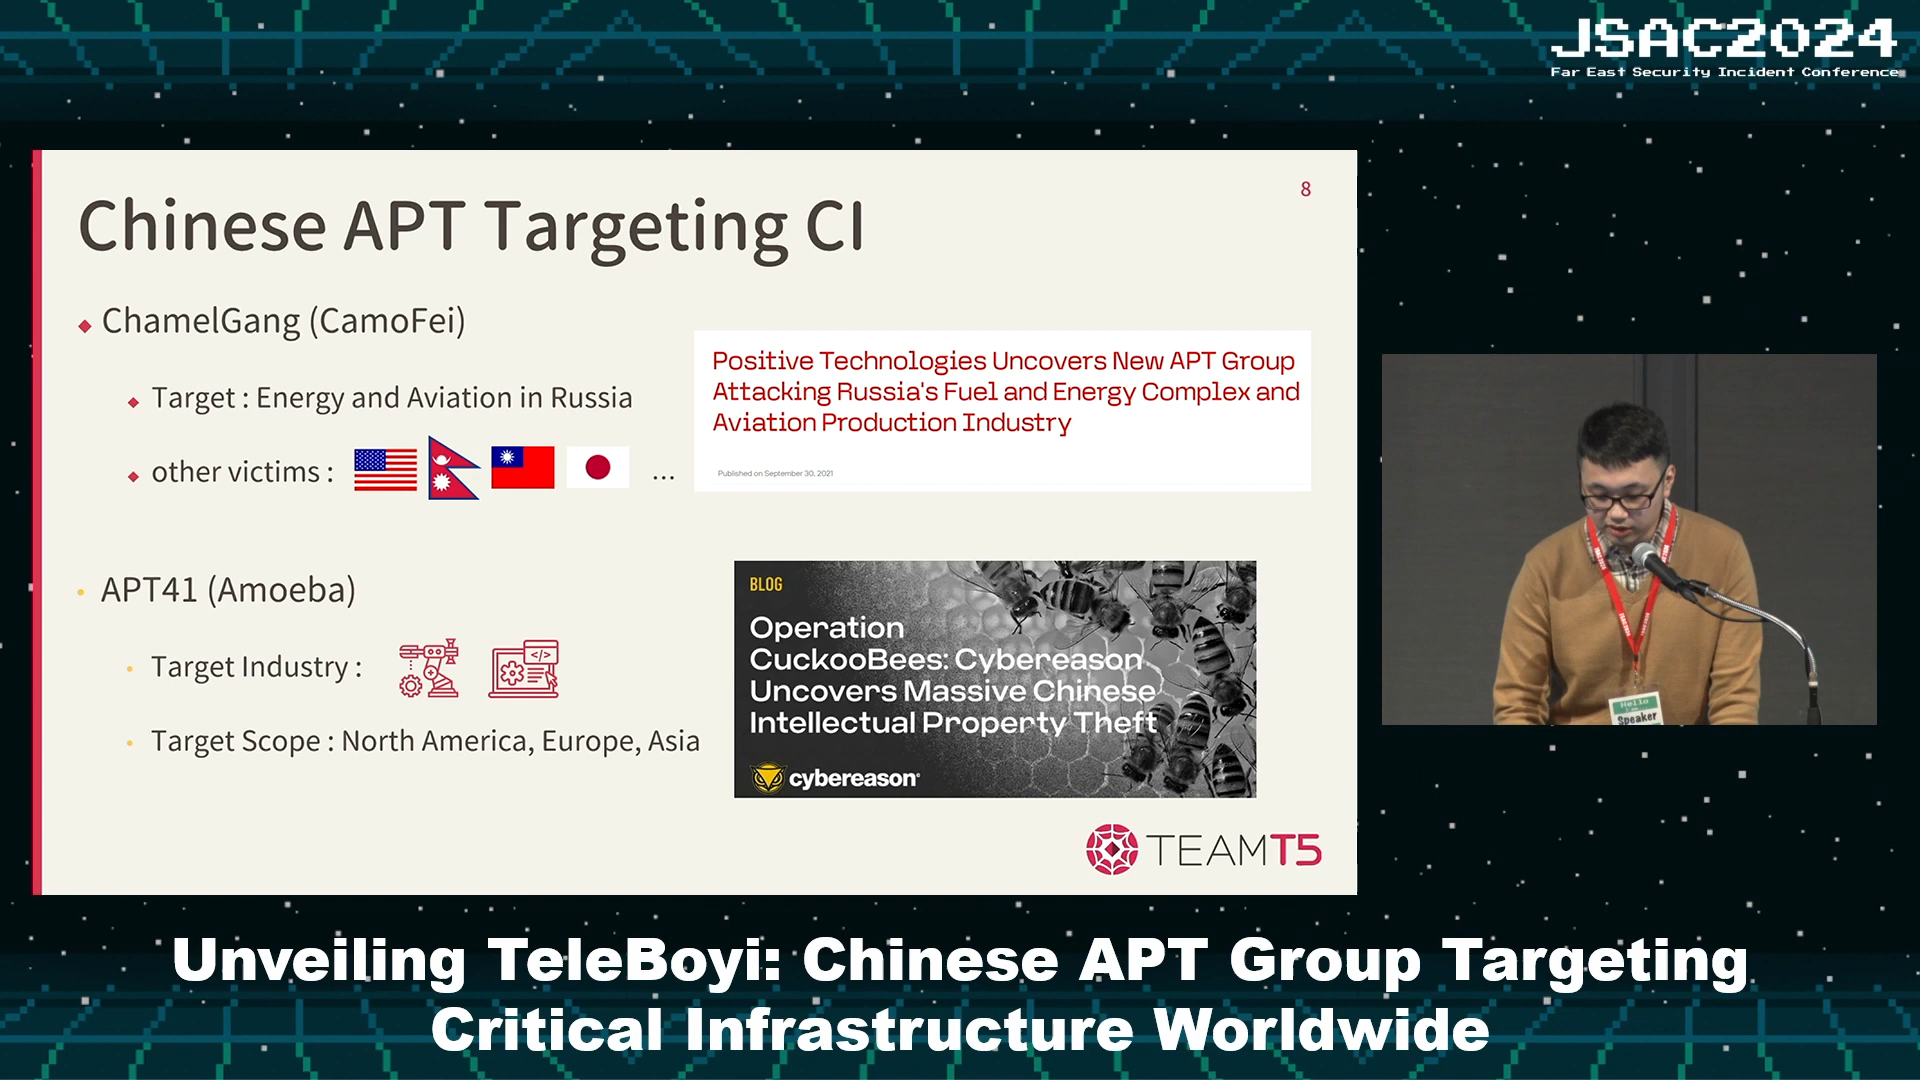 JSAC2024
Far East Security Incident Conference
8
Chinese APT Targeting CI
ChamelGang (CamoFei)
Target : Energy and Aviation in Russia
other victims :
...
Positive Technologies Uncovers New APT Group
Attacking Russia's Fuel and Energy Complex and
Aviation Production Industry
Published on September 30, 2021
APT41 (Amoeba)
Target Industry :
</>
Target Scope : North America, Europe, Asia
BLOG
Operation
CuckooBees: Cybereason
Uncovers Massive Chinese
Intellectual Property Theft
cybereason
TEAMT5
Hello
Speaker
Unveiling TeleBoyi: Chinese APT Group Targeting
Critical Infrastructure Worldwide